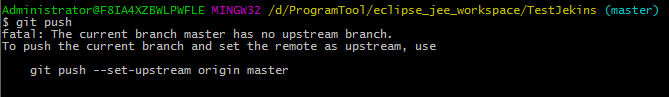 Administrator@F8IA4XZBWLPWFLE MINGW32 /d/ProgramTool/eclipse_jee_workspace/TestJekins (master)
$ git push
fatal: The current branch master has no upstream branch.
To push the current branch and set the remote as upstream, use
git push --set-upstream origin master